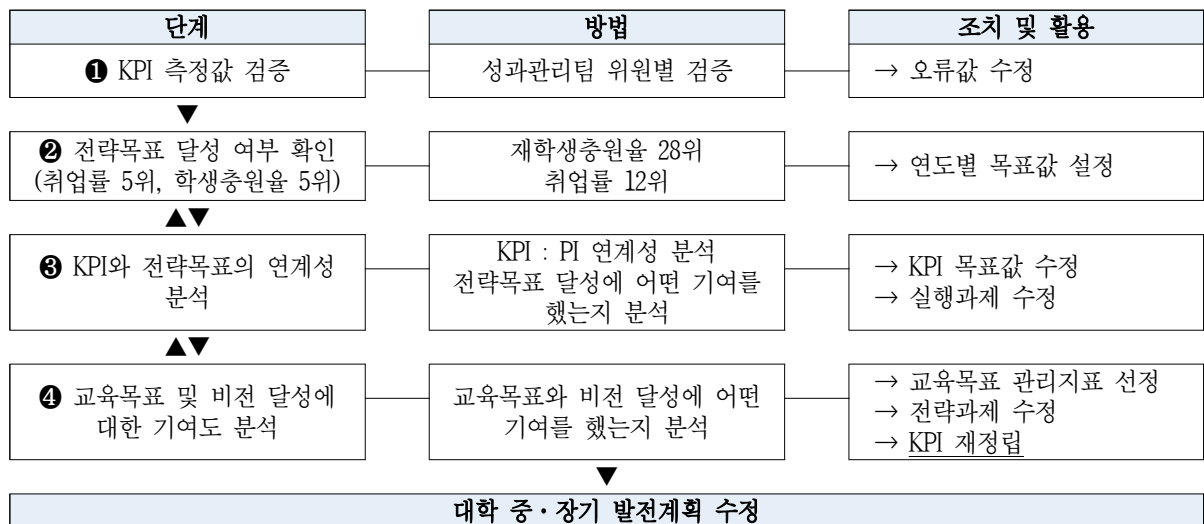 단계
방법
조치 및 활용
❶ KPI 측정값 검증
성과관리팀 위원별 검증
→ 오류값 수정
▼
❷ 전략목표 달성 여부 확인
(취업률 5위, 학생충원율 5위)
재학생충원율 28위
취업률 12위
→ 연도별 목표값 설정
▲▼
❸ KPI와 전략목표의 연계성
분석
KPI : PI 연계성 분석
전략목표 달성에 어떤 기여를
했는지 분석
→ KPI 목표값 수정
→ 실행과제 수정
▲▼
❹ 교육목표 및 비전 달성에
대한 기여도 분석
교육목표와 비전 달성에 어떤
기여를 했는지 분석
→ 교육목표 관리지표 선정
→ 전략과제 수정
→ KPI 재정립
▼
대학 중・장기 발전계획 수정